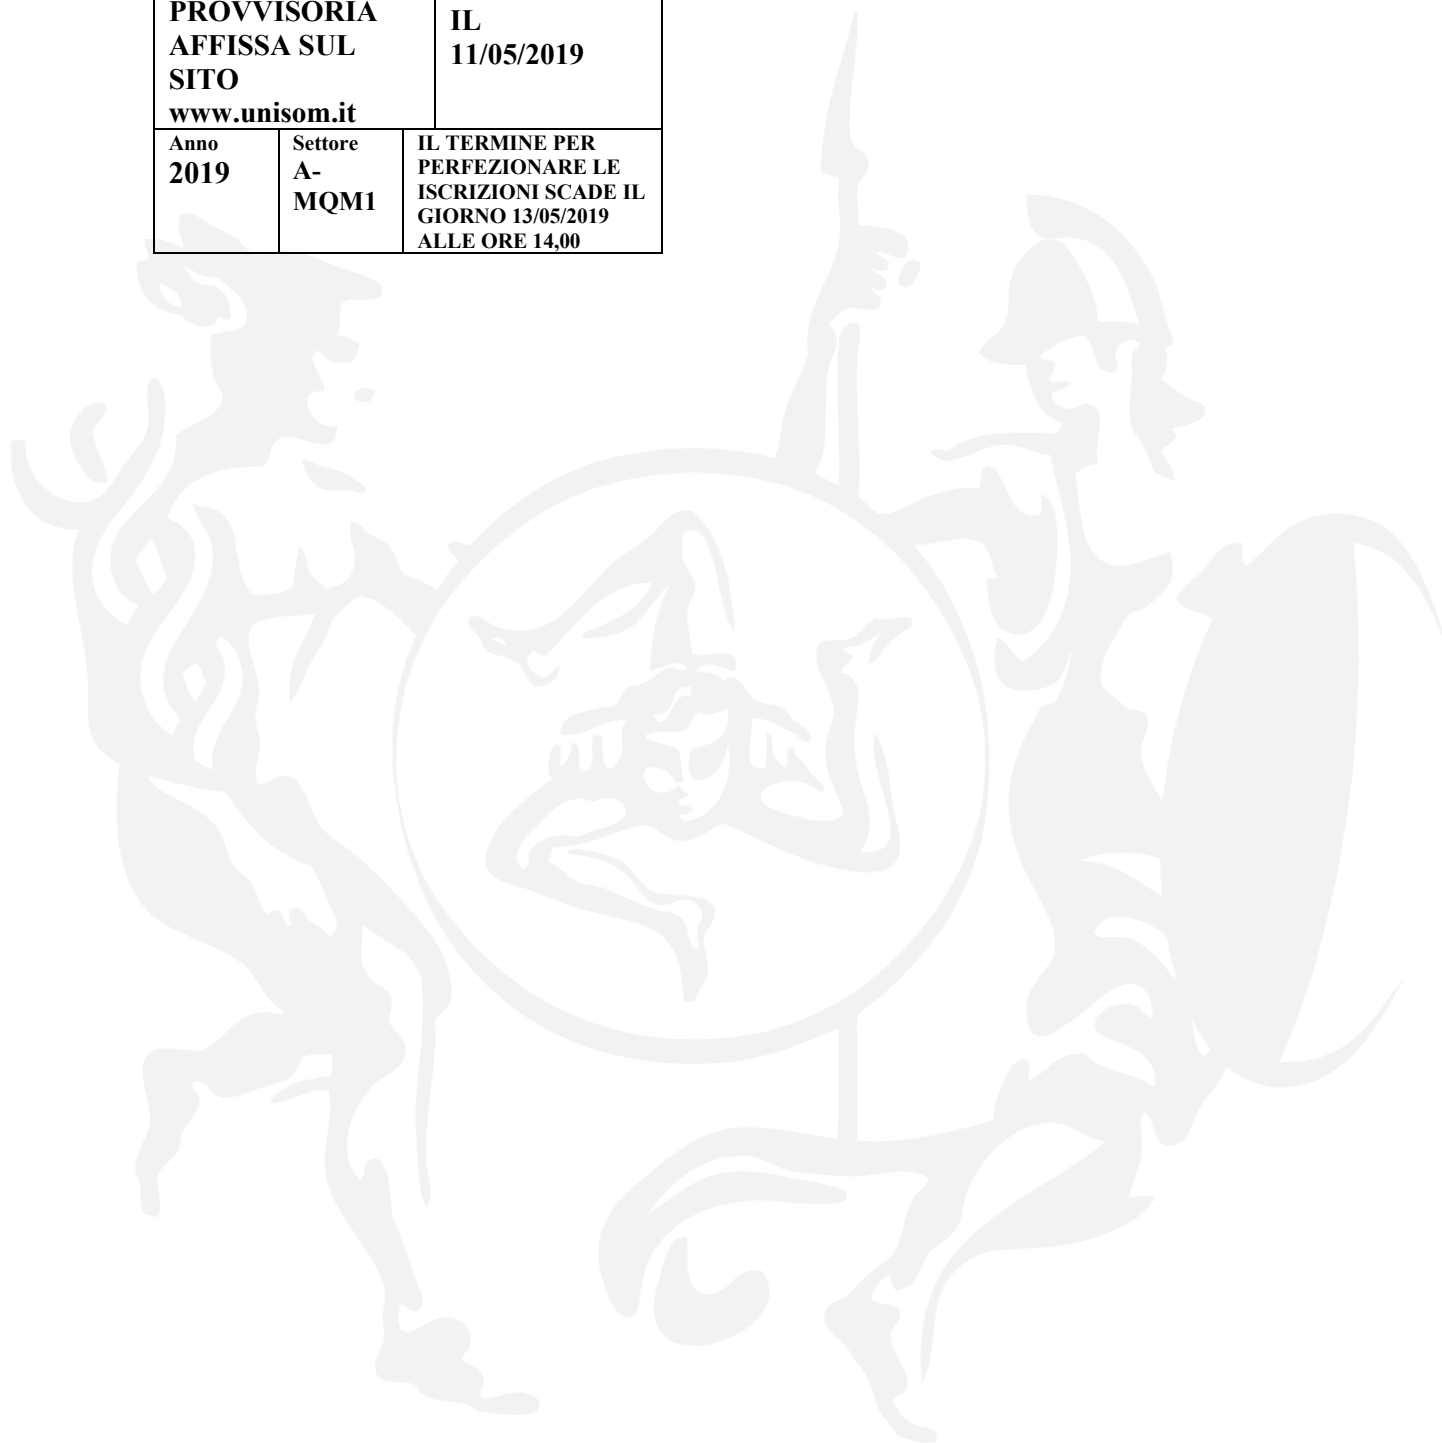 PROVVISORIA
AFFISSA SUL
SITO
www.unisom.it
IL
11/05/2019
Anno
2019
Settore
A-
MQM1
IL TERMINE PER
PERFEZIONARE LE
ISCRIZIONI SCADE IL
GIORNO 13/05/2019
ALLE ORE 14,00